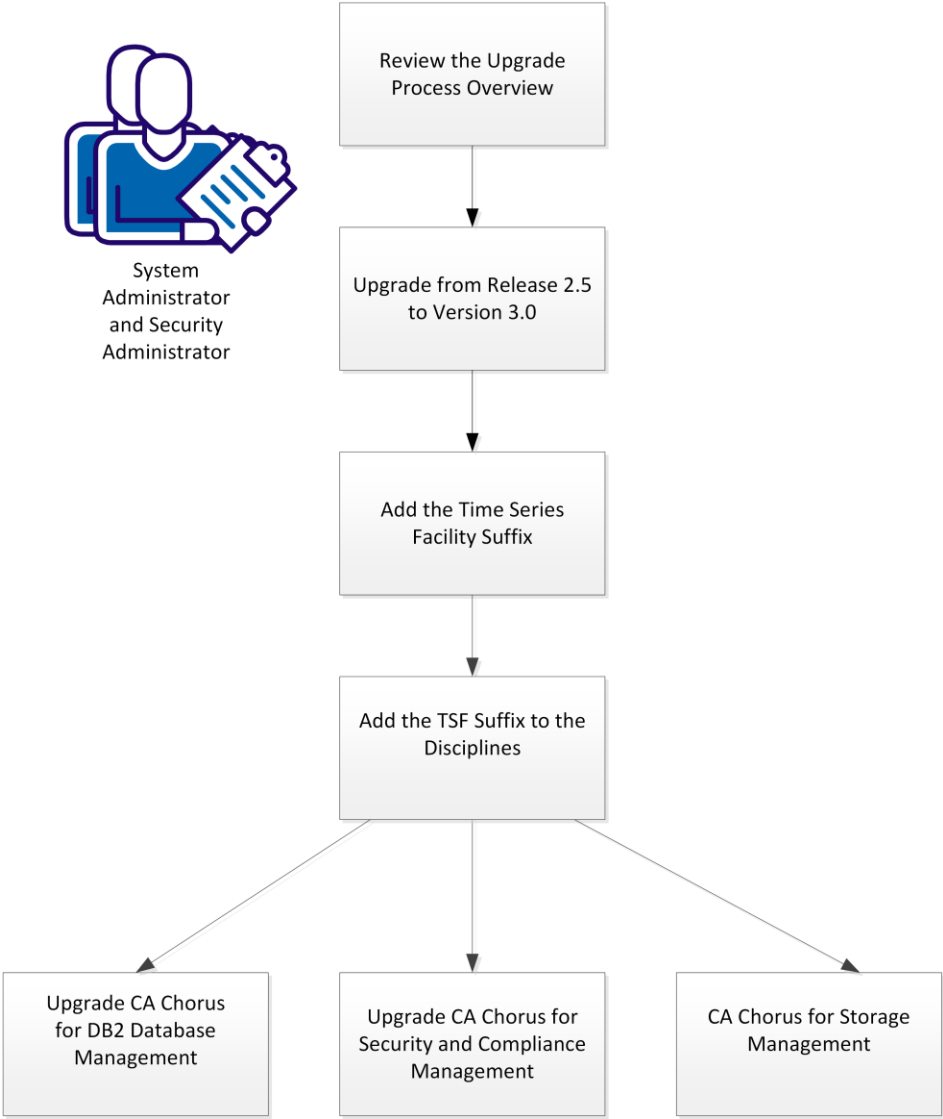 Review the Upgrade
Process Overview
System
Administrator
and Security
Administrator
Upgrade from Release 2.5
to Version 3.0
Add the Time Series
Facility Suffix
Add the TSF Suffix to the
Disciplines
Upgrade CA Chorus
for DB2 Database
Management
Upgrade CA Chorus for
Security and Compliance
Management
CA Chorus for Storage
Management